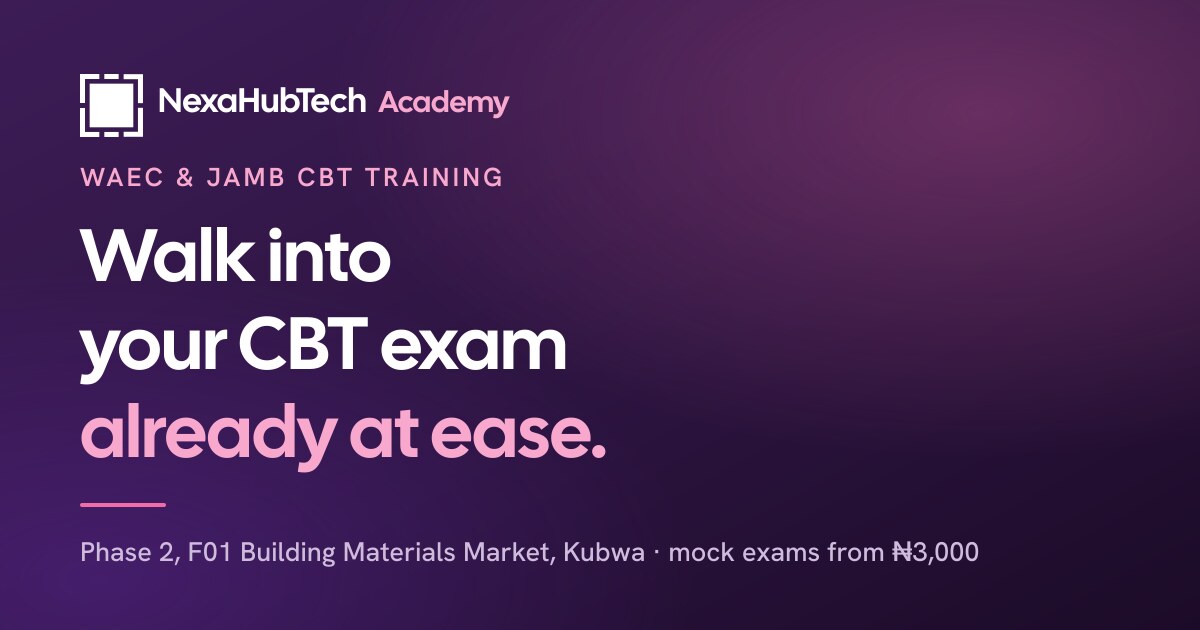 NexaHubTech Academy
WAEC & JAMB CBT TRAINING
Walk into
your CBT exam
already at ease.
Phase 2, F01 Building Materials Market, Kubwa · mock exams from ₦3,000